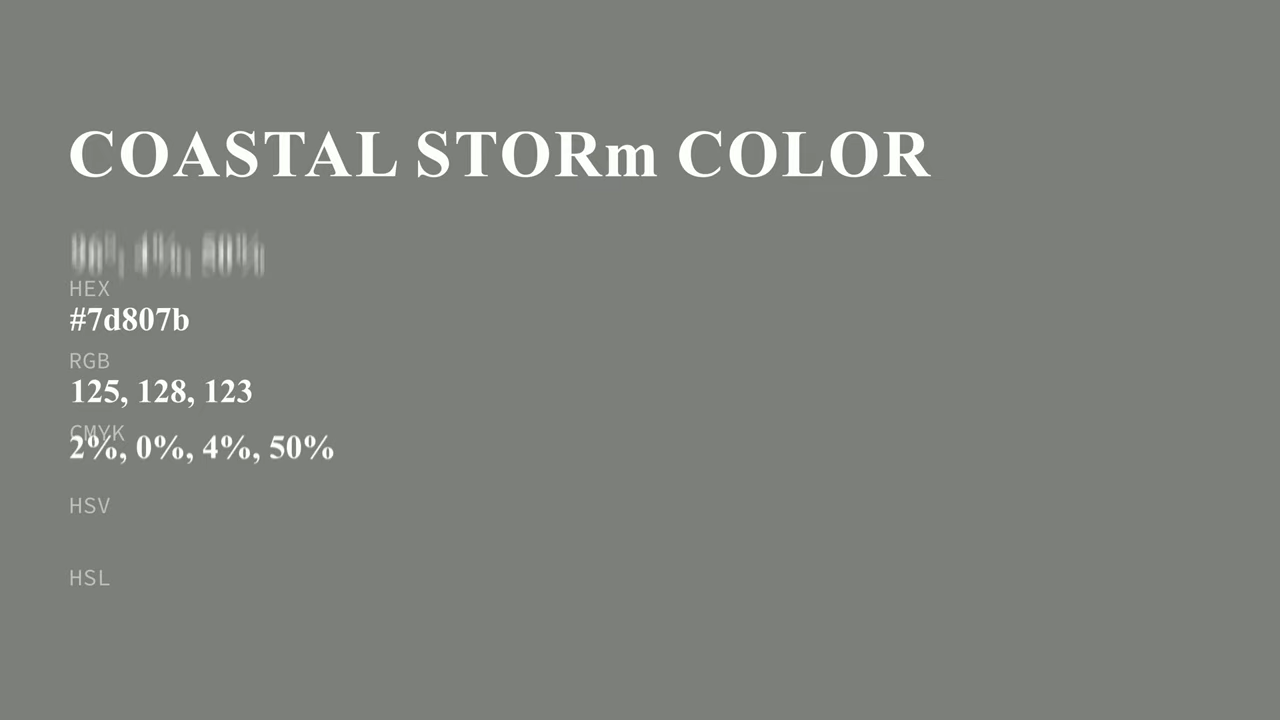 COASTAL STORm COLOR
HEX
#7d807b
RGB
125, 128, 123
CMYK
2%, 0%, 4%, 50%
HSV
HSL